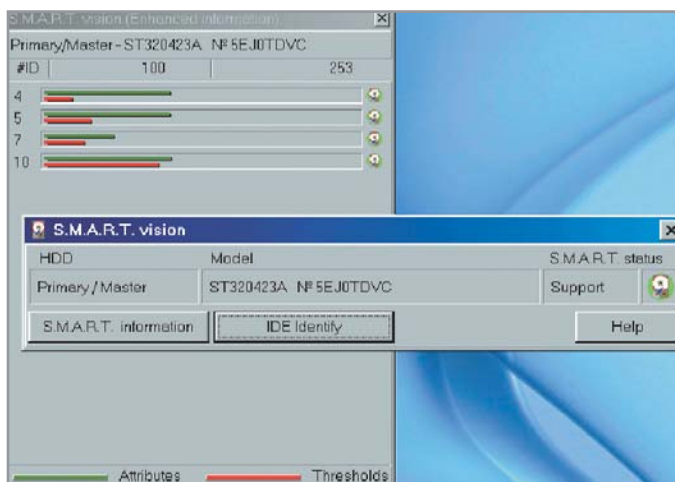 S.M.A.R.T. vision (Enhanced information)
Primary/Master - ST320423A № 5EJ0TDVC
#ID 100 253
4
5
7
10
S.M.A.R.T. vision
HDD Model S.M.A.R.T. status
Primary / Master ST320423A № 5EJ0TDVC Support
S.M.A.R.T. information IDE Identify Help
Attributes Thresholds